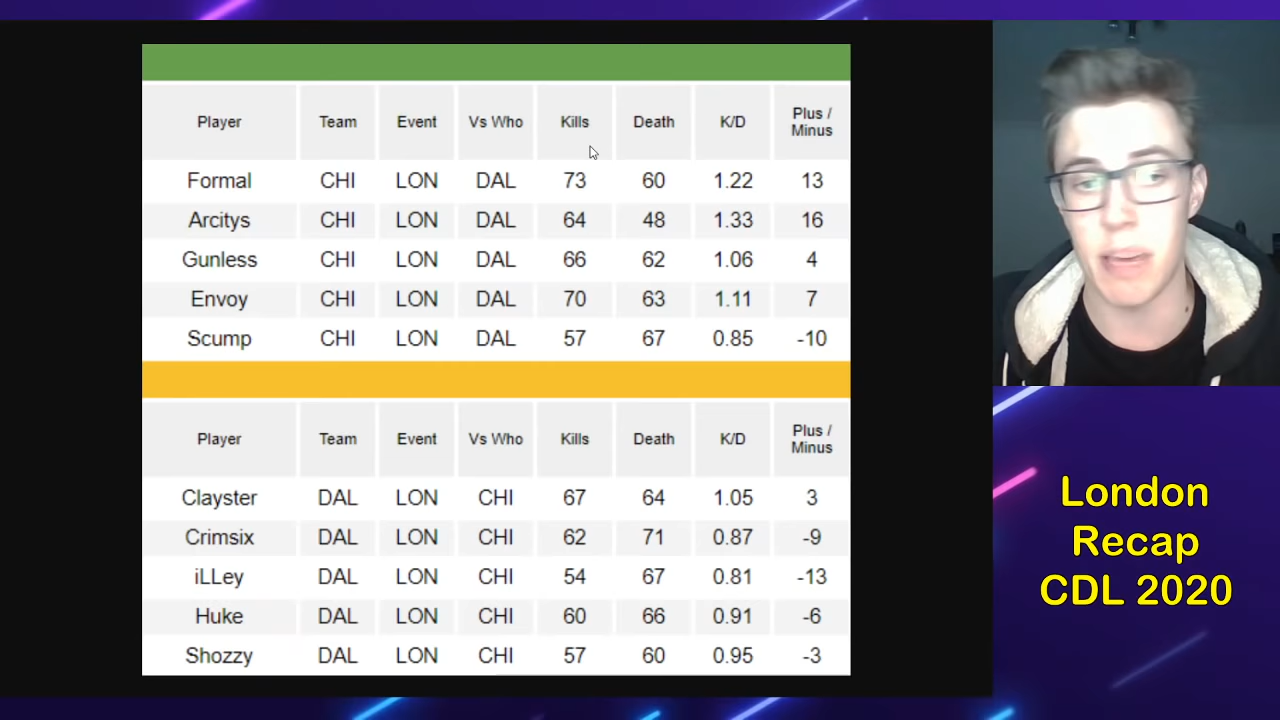 Player Team Event Vs Who Kills Death K/D Plus /
Minus
Formal CHI LON DAL 73 60 1.22 13
Arcitys CHI LON DAL 64 48 1.33 16
Gunless CHI LON DAL 66 62 1.06 4
Envoy CHI LON DAL 70 63 1.11 7
Scump CHI LON DAL 57 67 0.85 -10
Player Team Event Vs Who Kills Death K/D Plus /
Minus
Clayster DAL LON CHI 67 64 1.05 3
Crimsix DAL LON CHI 62 71 0.87 -9
iLLey DAL LON CHI 54 67 0.81 -13
Huke DAL LON CHI 60 66 0.91 -6
Shozzy DAL LON CHI 57 60 0.95 -3
London
Recap
CDL 2020